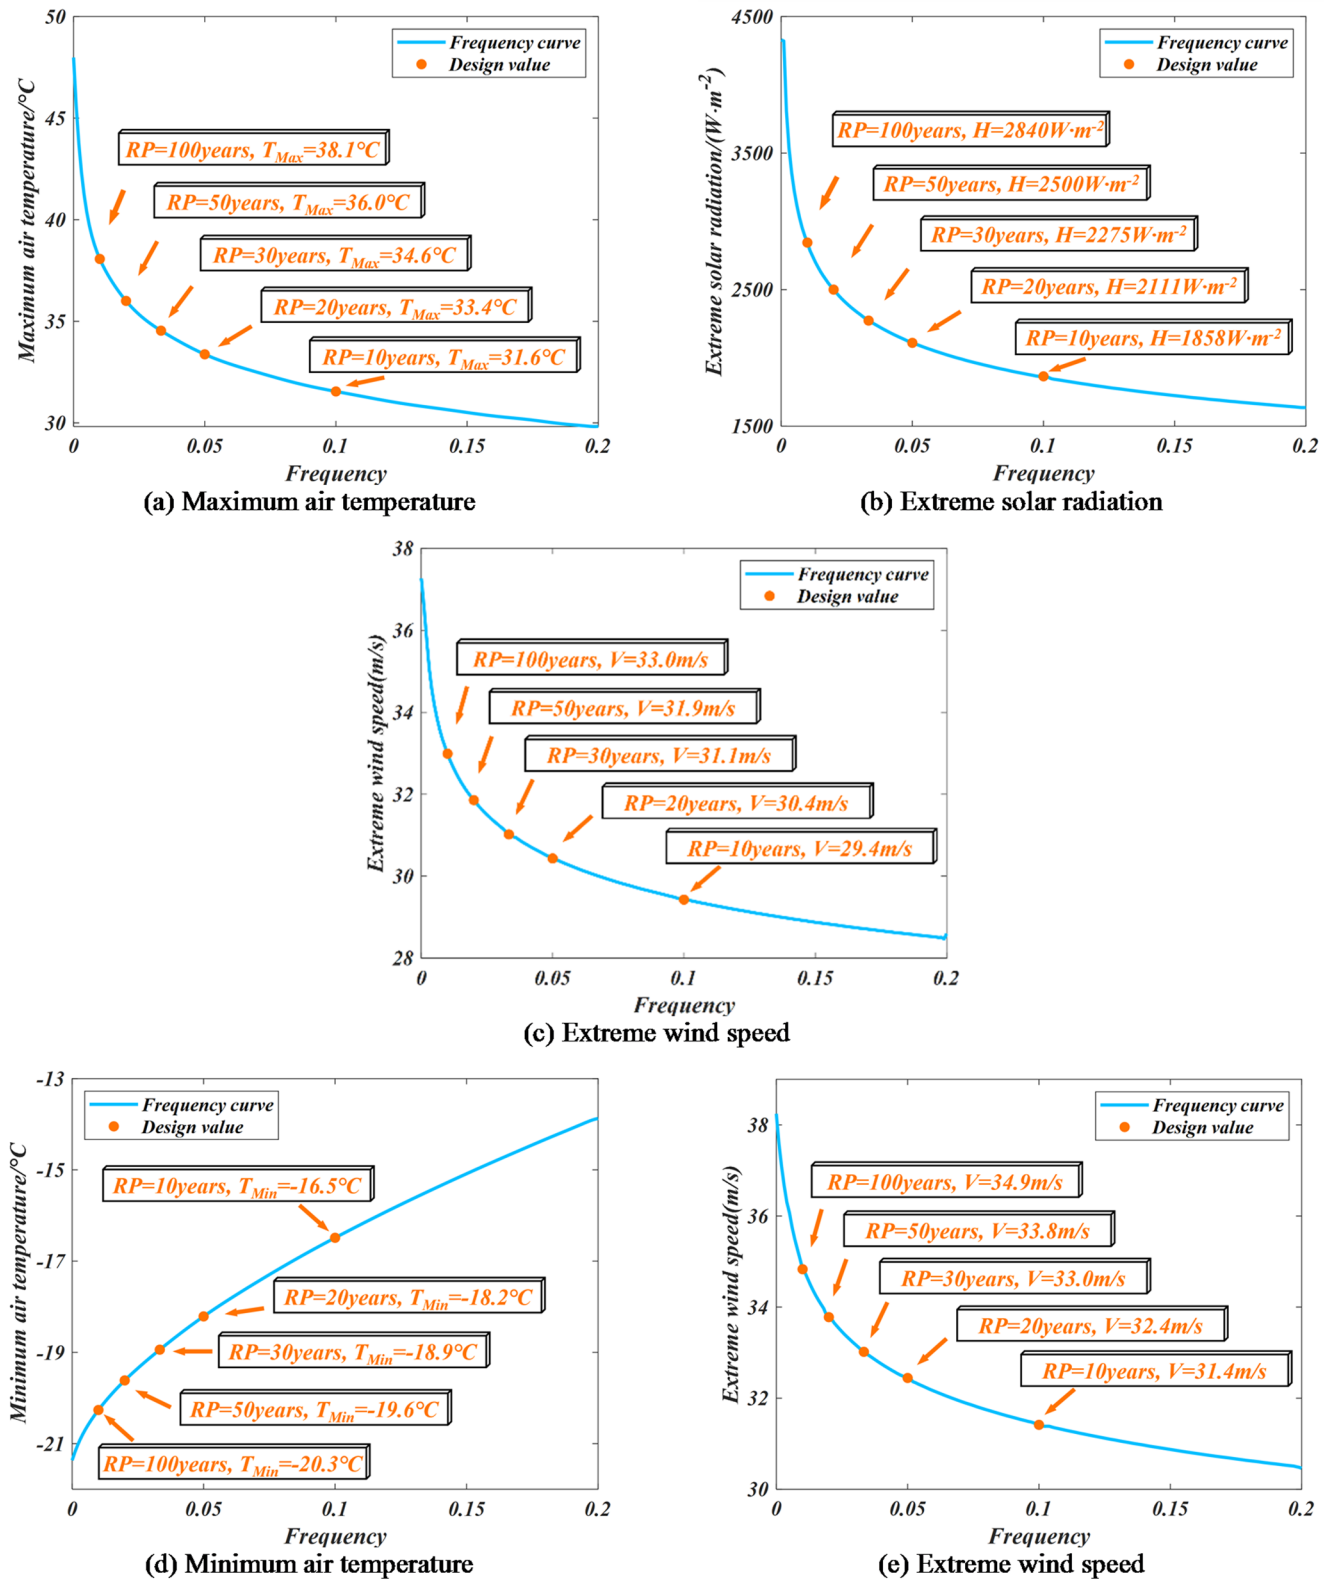 50
45
40
35
30
0
0.05
0.1
0.15
0.2
Maximum air temperature/°C
Frequency
Frequency curve
Design value
RP=100years, T_Max=38.1°C
RP=50years, T_Max=36.0°C
RP=30years, T_Max=34.6°C
RP=20years, T_Max=33.4°C
RP=10years, T_Max=31.6°C
(a) Maximum air temperature
4500
3500
2500
1500
0
0.05
0.1
0.15
0.2
Extreme solar radiation/(W·m⁻²)
Frequency
Frequency curve
Design value
RP=100years, H=2840W·m⁻²
RP=50years, H=2500W·m⁻²
RP=30years, H=2275W·m⁻²
RP=20years, H=2111W·m⁻²
RP=10years, H=1858W·m⁻²
(b) Extreme solar radiation
38
36
34
32
30
28
0
0.05
0.1
0.15
0.2
Extreme wind speed(m/s)
Frequency
Frequency curve
Design value
RP=100years, V=33.0m/s
RP=50years, V=31.9m/s
RP=30years, V=31.1m/s
RP=20years, V=30.4m/s
RP=10years, V=29.4m/s
(c) Extreme wind speed
-13
-15
-17
-19
-21
0
0.05
0.1
0.15
0.2
Minimum air temperature/°C
Frequency
Frequency curve
Design value
RP=10years, T_Min=-16.5°C
RP=20years, T_Min=-18.2°C
RP=30years, T_Min=-18.9°C
RP=50years, T_Min=-19.6°C
RP=100years, T_Min=-20.3°C
(d) Minimum air temperature
38
36
34
32
30
0
0.05
0.1
0.15
0.2
Extreme wind speed(m/s)
Frequency
Frequency curve
Design value
RP=100years, V=34.9m/s
RP=50years, V=33.8m/s
RP=30years, V=33.0m/s
RP=20years, V=32.4m/s
RP=10years, V=31.4m/s
(e) Extreme wind speed